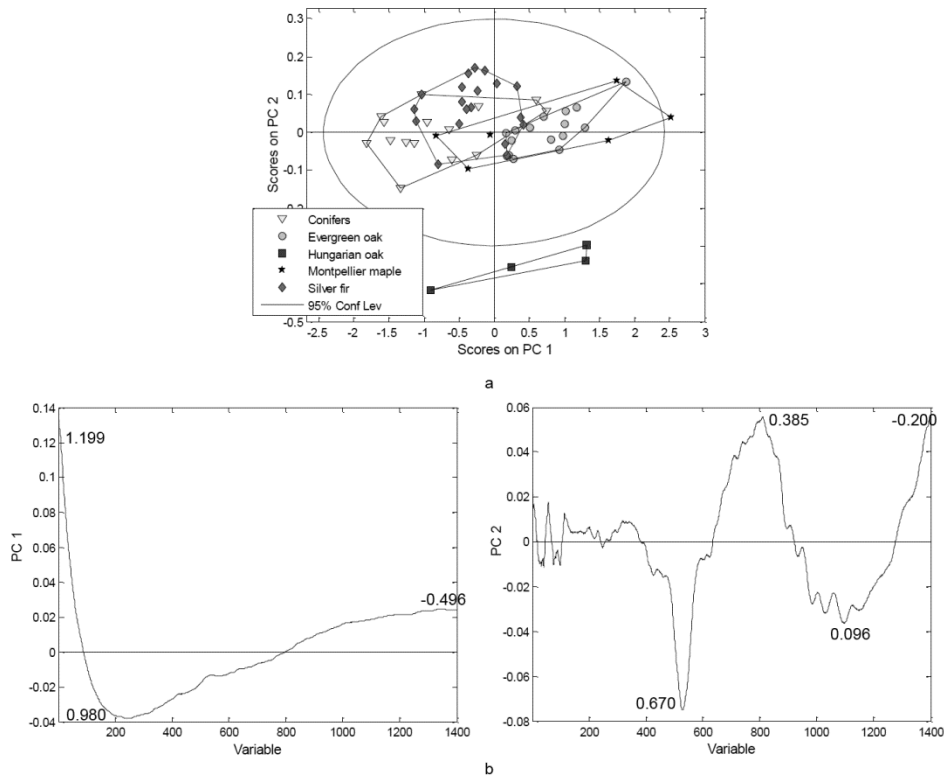 0.3
0.2
0.1
0
-0.1
0.2
-0.5
Scores on PC 2
Conifers
Evergreen oak
Hungarian oak
Montpellier maple
Silver fir
95% Conf Lev
-2.5 -2 -1.5 -1 -0.5 0 0.5 1 1.5 2 2.5 3
Scores on PC 1
a
0.14
0.12
0.1
0.08
0.06
0.04
0.02
0
-0.02
-0.04
PC 1
1.199
0.980
-0.496
200 400 600 800 1000 1200 1400
Variable
0.06
0.04
0.02
0
-0.02
-0.04
-0.06
-0.08
PC 2
0.385
-0.200
0.670
0.096
200 400 600 800 1000 1200 1400
Variable
b